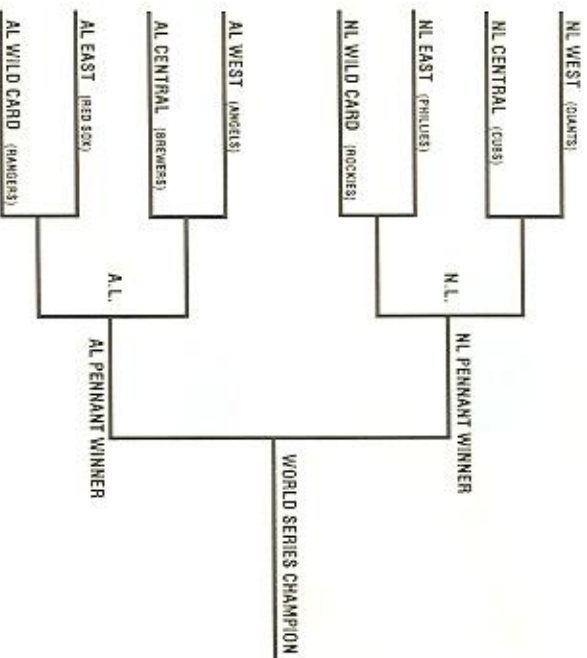 NL WEST (GIANTS)
NL CENTRAL (CUBS)
NL EAST (PHILLIES)
NL WILD CARD (ROCKIES)
N.L.
NL PENNANT WINNER
WORLD SERIES CHAMPION
AL WEST (ANGELS)
AL CENTRAL (BREWERS)
AL EAST (RED SOX)
AL WILD CARD (RANGERS)
A.L.
AL PENNANT WINNER